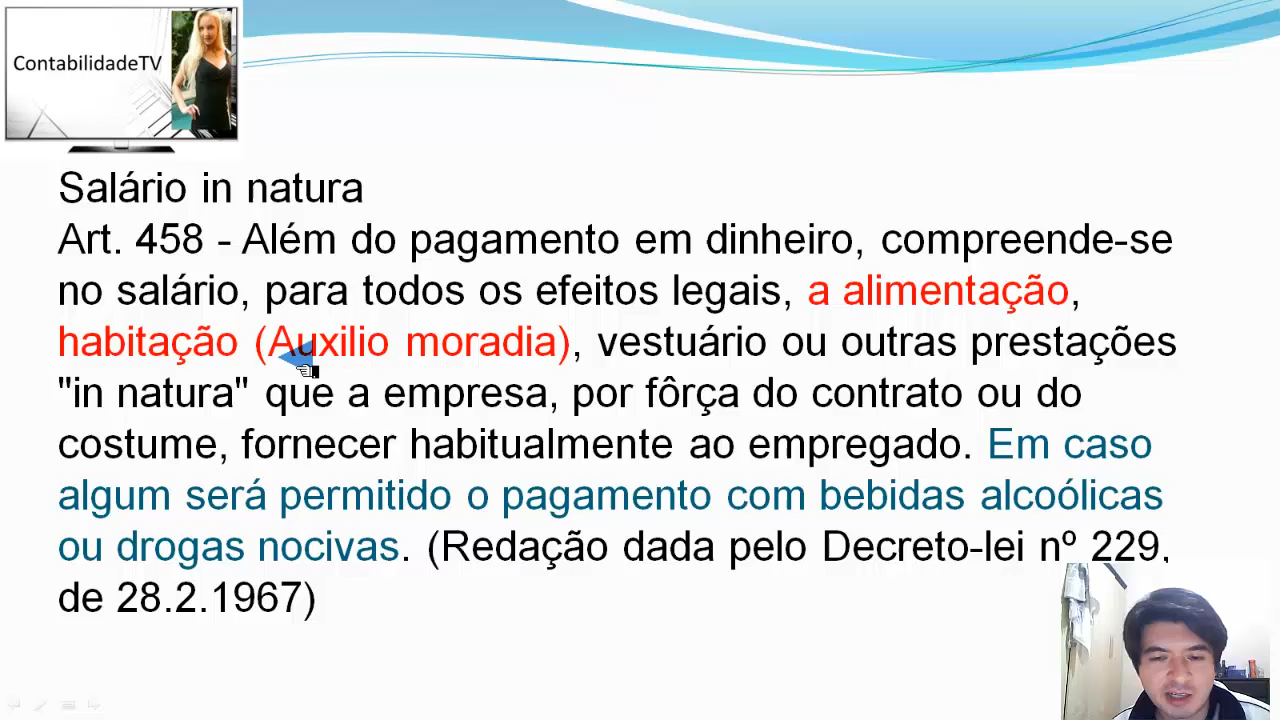 ContabilidadeTV
Salário in natura
Art. 458 - Além do pagamento em dinheiro, compreende-se
no salário, para todos os efeitos legais, a alimentação,
habitação (Auxilio moradia), vestuário ou outras prestações
"in natura" que a empresa, por fôrça do contrato ou do
costume, fornecer habitualmente ao empregado. Em caso
algum será permitido o pagamento com bebidas alcoólicas
ou drogas nocivas. (Redação dada pelo Decreto-lei nº 229,
de 28.2.1967)